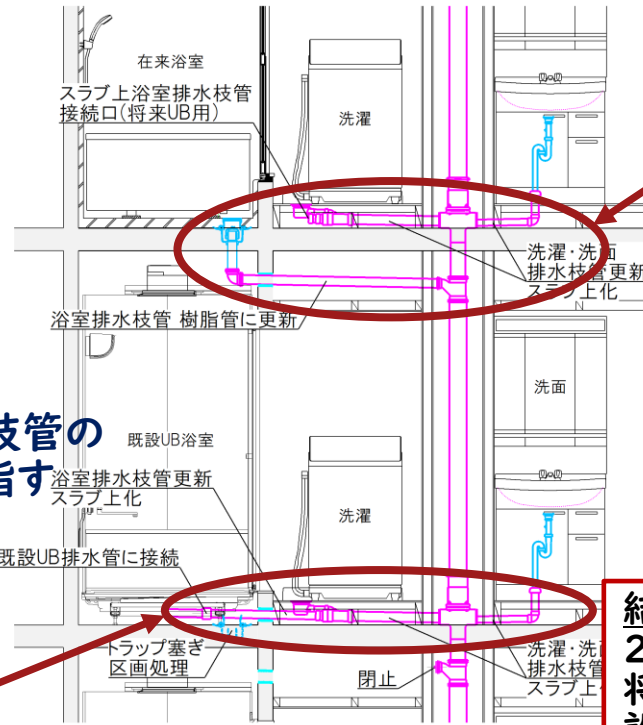 在来浴室
スラブ上浴室排水枝管
接続口(将来UB用)
洗濯
洗濯・洗面
排水枝管更新
スラブ上化
浴室排水枝管 樹脂管に更新
洗面
枝管の
指す
既設UB浴室
浴室排水枝管更新
スラブ上化
洗濯
既設UB排水管に接続
トラップ塞ぎ
区画処理
閉止
洗濯・洗
排水枝管
スラブ上
2
将